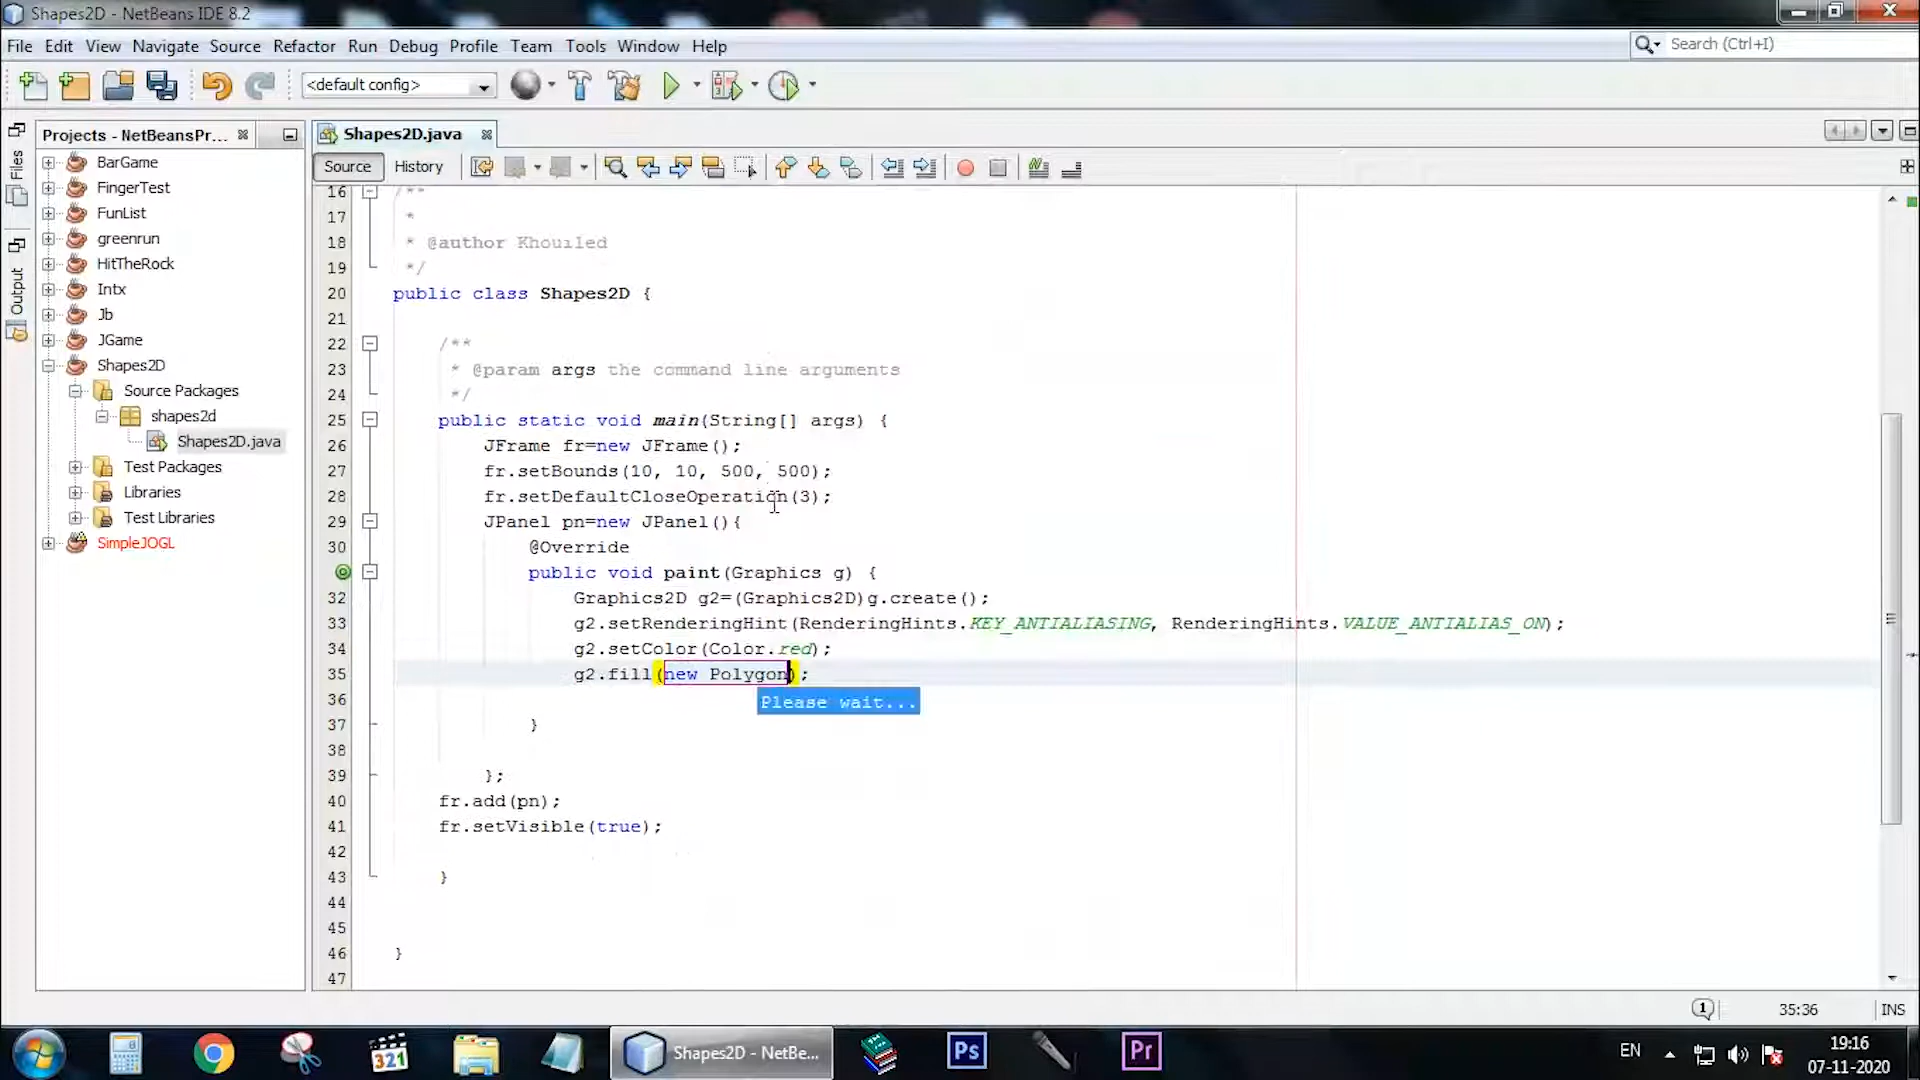 Shapes2D - NetBeans IDE 8.2
File Edit View Navigate Source Refactor Run Debug Profile Team Tools Window Help
Search (Ctrl+I)
<default config>
Files
Output
Projects - NetBeansPr...
BarGame
FingerTest
FunList
greenrun
HitTheRock
Intx
Jb
JGame
Shapes2D
Source Packages
shapes2d
Shapes2D.java
Test Packages
Libraries
Test Libraries
SimpleJOGL
Shapes2D.java
Source History
16 /**
17 *
18 * @author Khouiled
19 */
20 public class Shapes2D {
21
22 /**
23 * @param args the command line arguments
24 */
25 public static void main(String[] args) {
26 JFrame fr=new JFrame();
27 fr.setBounds(10, 10, 500, 500);
28 fr.setDefaultCloseOperation(3);
29 JPanel pn=new JPanel(){
30 @Override
public void paint(Graphics g) {
32 Graphics2D g2=(Graphics2D)g.create();
33 g2.setRenderingHint(RenderingHints.KEY_ANTIALIASING, RenderingHints.VALUE_ANTIALIAS_ON);
34 g2.setColor(Color.red);
35 g2.fill(new Polygon);
Please wait...
36
37 }
38
39 };
40 fr.add(pn);
41 fr.setVisible(true);
42
43 }
44
45
46 }
47
1 35:36 INS
321
Shapes2D - NetBe...
Ps
Pr
EN
19:16
07-11-2020